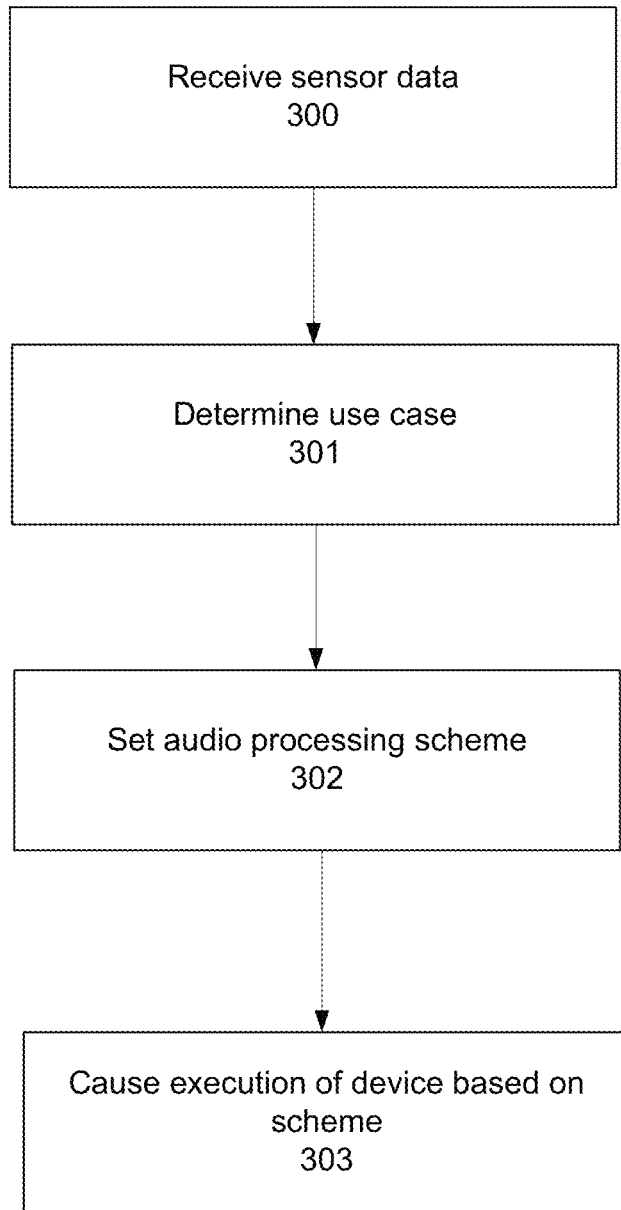 Receive sensor data
300
Determine use case
301
Set audio processing scheme
302
Cause execution of device based on
scheme
303